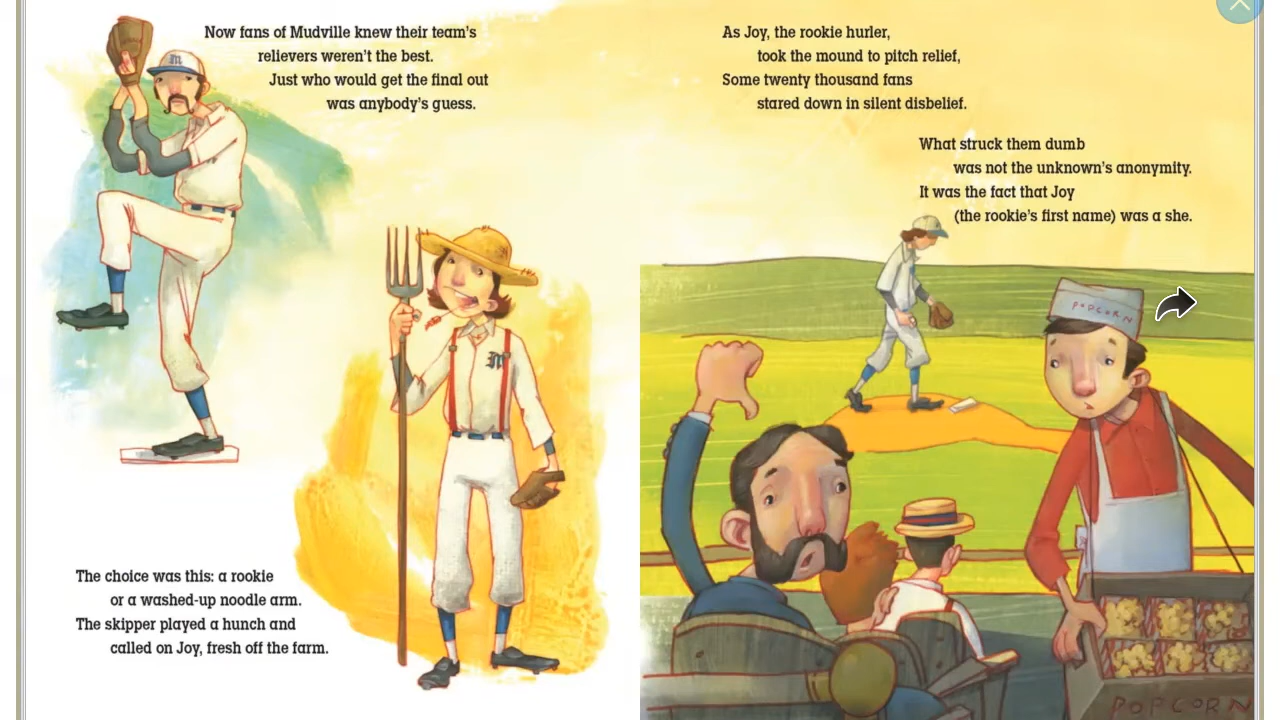 Now fans of Mudville knew their team's
relievers weren't the best.
Just who would get the final out
was anybody's guess.
The choice was this: a rookie
or a washed-up noodle arm.
The skipper played a hunch and
called on Joy, fresh off the farm.
As Joy, the rookie hurler,
took the mound to pitch relief,
Some twenty thousand fans
stared down in silent disbelief.
What struck them dumb
was not the unknown's anonymity.
It was the fact that Joy
(the rookie's first name) was a she.
M
M
POPCORN
POPCORN